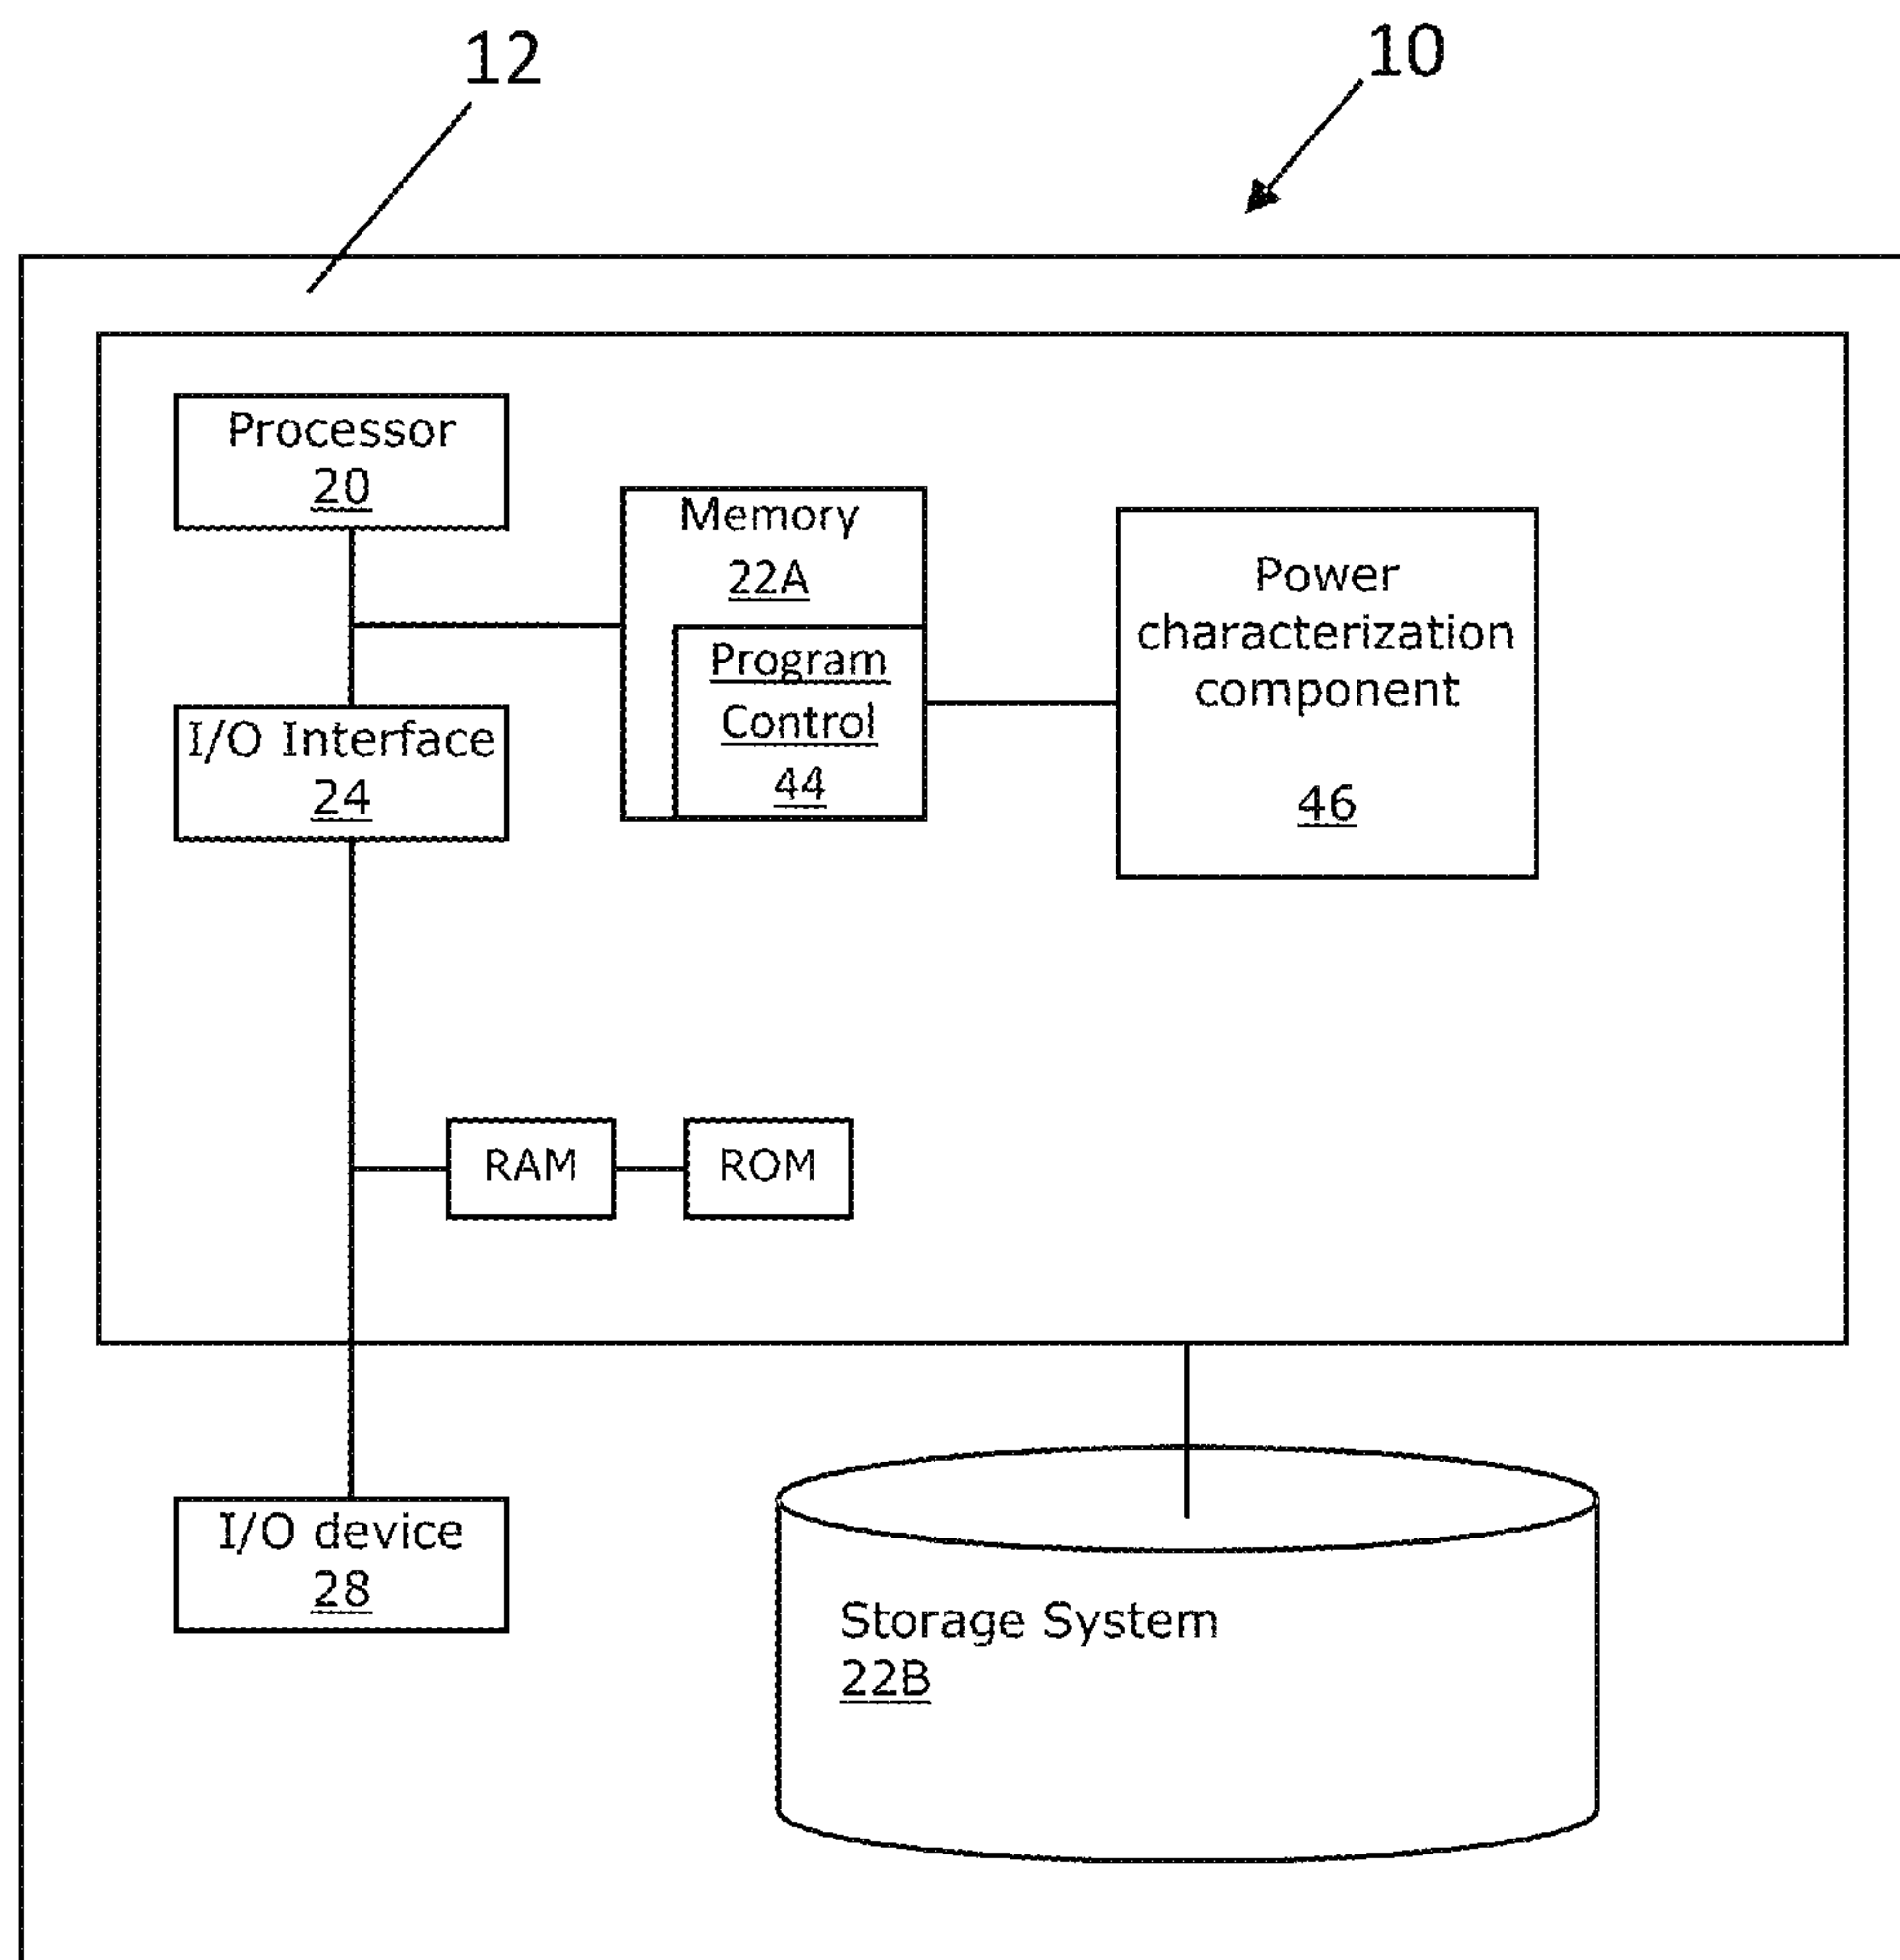 12
10
Processor
20
Memory
22A
Program
Control
44
Power
characterization
component
46
I/O Interface
24
RAM
ROM
I/O device
28
Storage System
22B